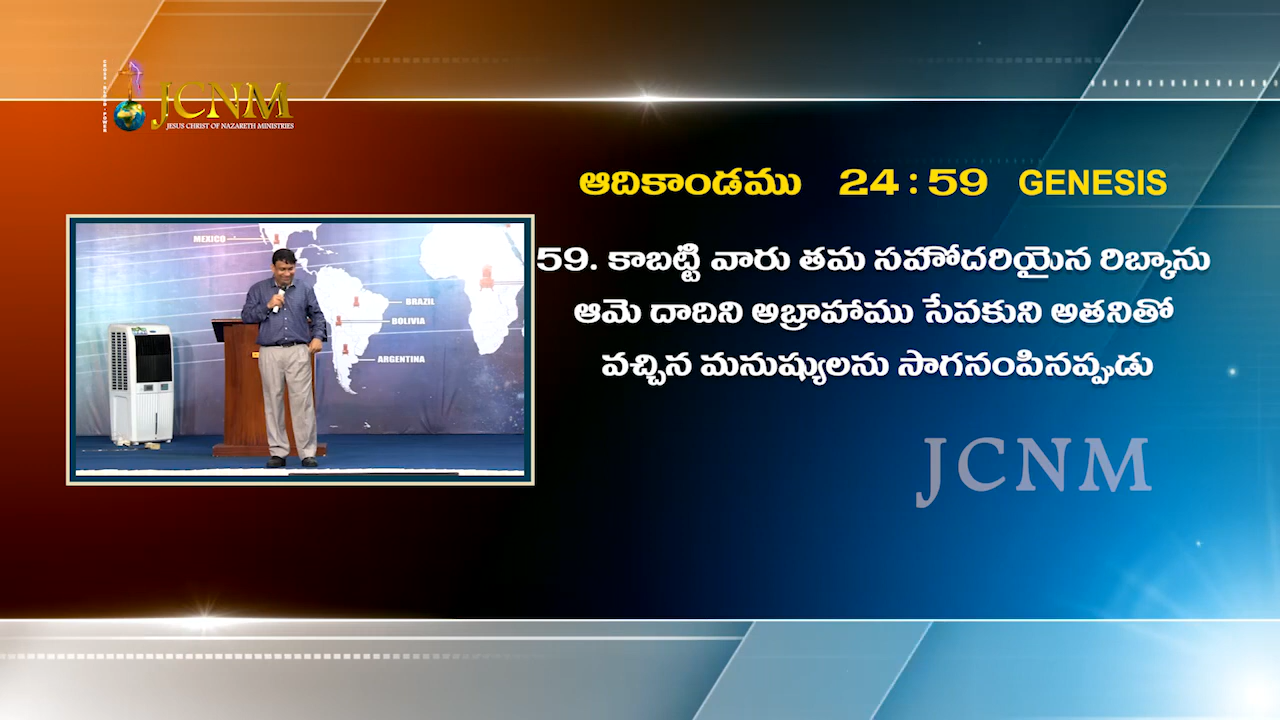 JCNM
JESUS CHRIST OF NAZARETH MINISTRIES
ఆదికాండము 24 : 59 GENESIS
59. కాబట్టి వారు తమ సహోదరియైన రిబ్కాను
ఆమె దాదిని అబ్రాహాము సేవకుని అతనితో
వచ్చిన మనుష్యులను సాగనంపినప్పుడు
MEXICO
BRAZIL
BOLIVIA
ARGENTINA
JCNM